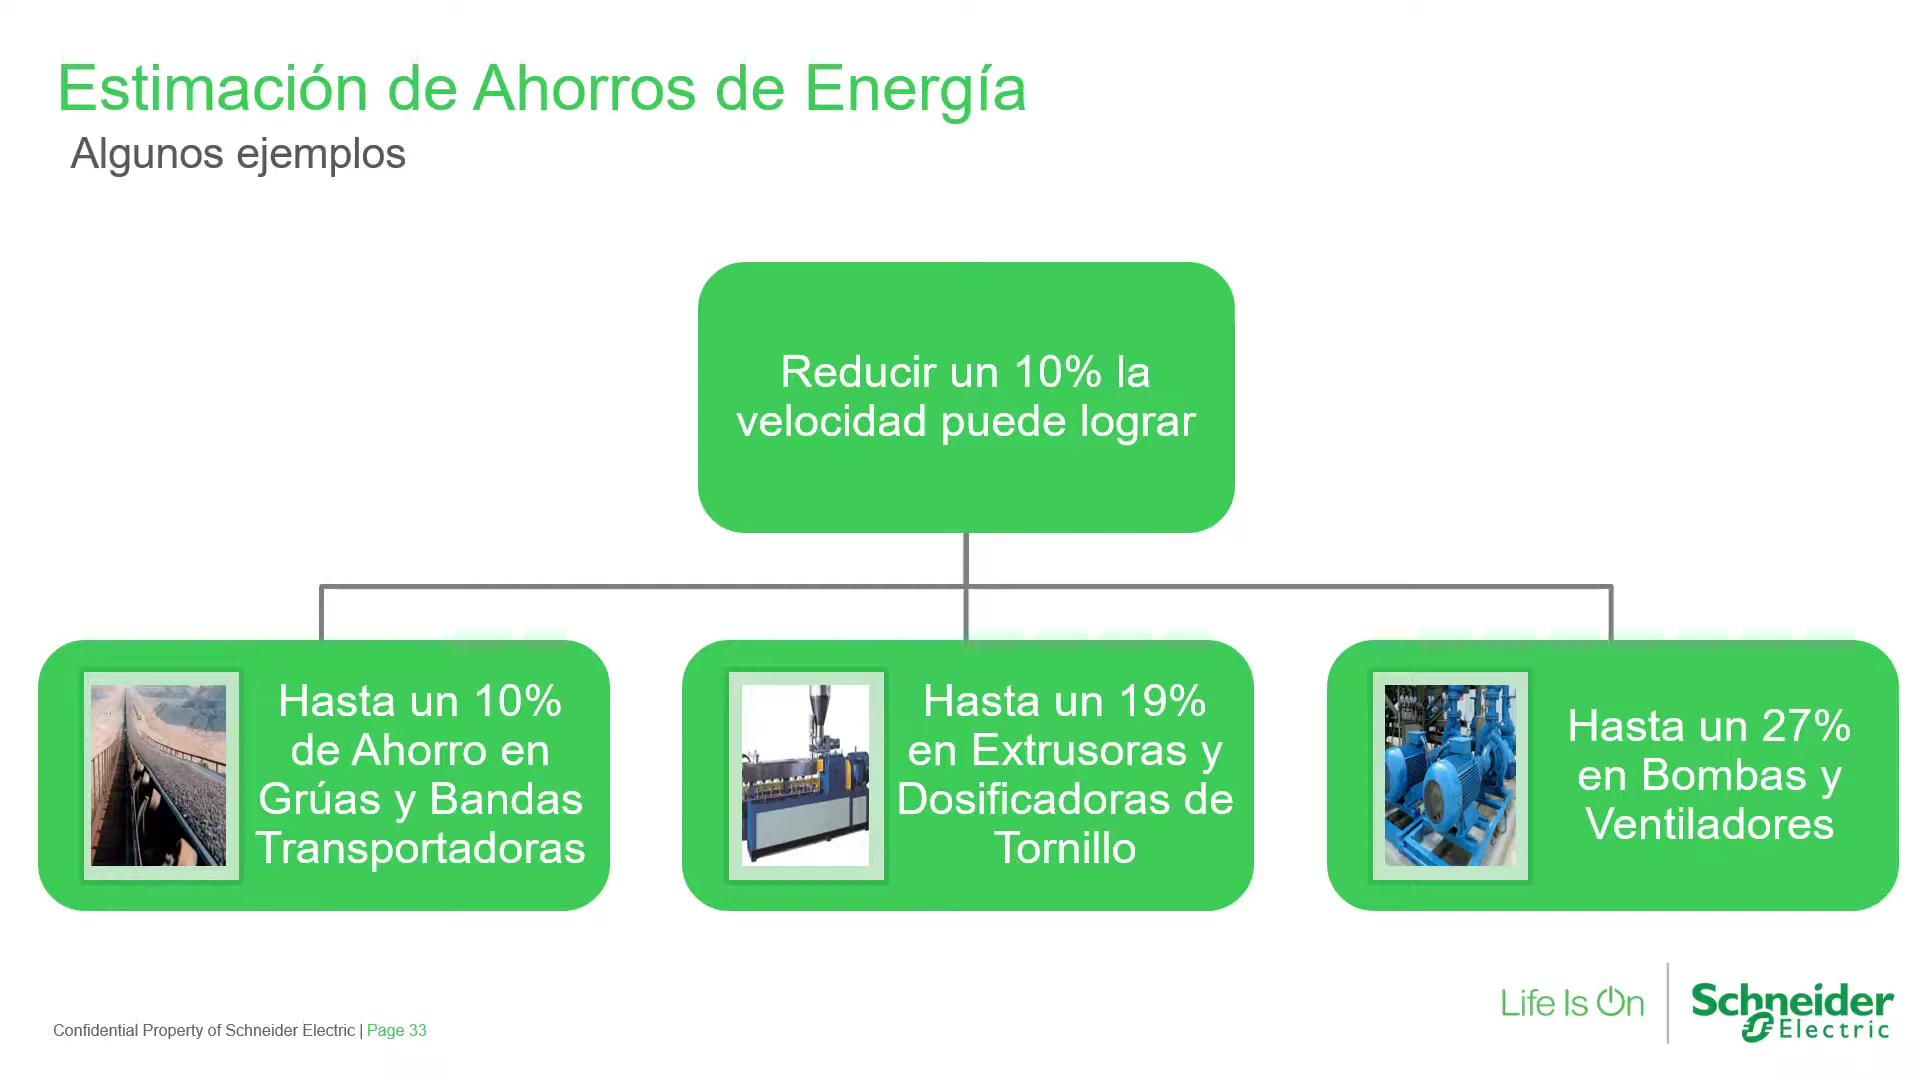 Estimación de Ahorros de Energía
Algunos ejemplos
Reducir un 10% la
velocidad puede lograr
Hasta un 10%
de Ahorro en
Grúas y Bandas
Transportadoras
Hasta un 19%
en Extrusoras y
Dosificadoras de
Tornillo
Hasta un 27%
en Bombas y
Ventiladores
Life Is On
Schneider
Electric
Confidential Property of Schneider Electric | Page 33